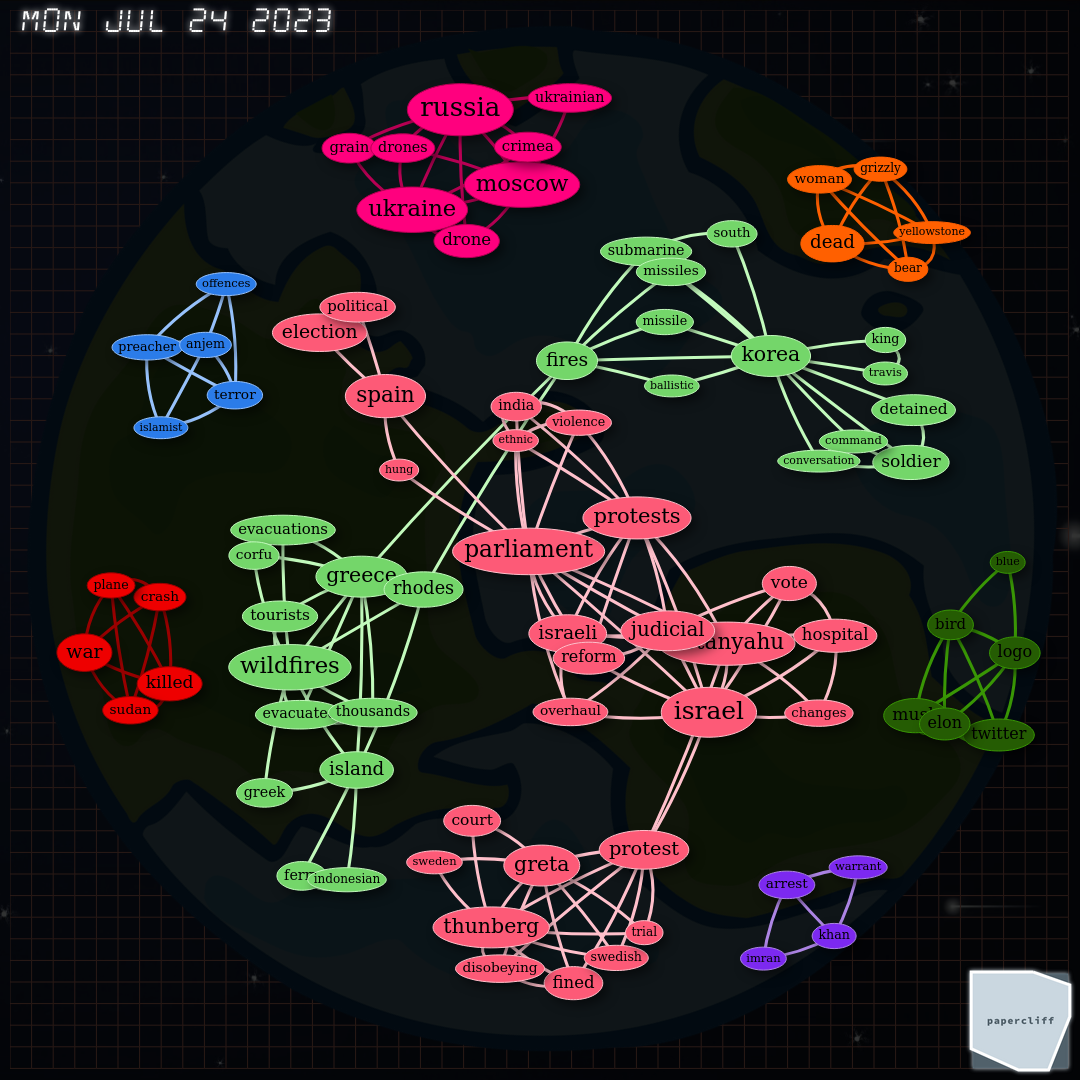 MON JUL 24 2023
russia
ukrainian
grain
drones
crimea
moscow
ukraine
drone
woman
grizzly
yellowstone
dead
bear
south
submarine
missiles
missile
korea
fires
ballistic
king
travis
detained
command
conversation
soldier
offences
preacher
anjem
terror
islamist
political
election
spain
hung
india
violence
ethnic
protests
parliament
evacuations
corfu
greece
rhodes
tourists
wildfires
evacuate
thousands
island
greek
indonesian
plane
crash
war
killed
sudan
vote
israeli
judicial
hospital
reform
overhaul
israel
changes
blue
bird
logo
elon
twitter
court
protest
sweden
greta
thunberg
trial
swedish
disobeying
fined
warrant
arrest
khan
imran
papercliff